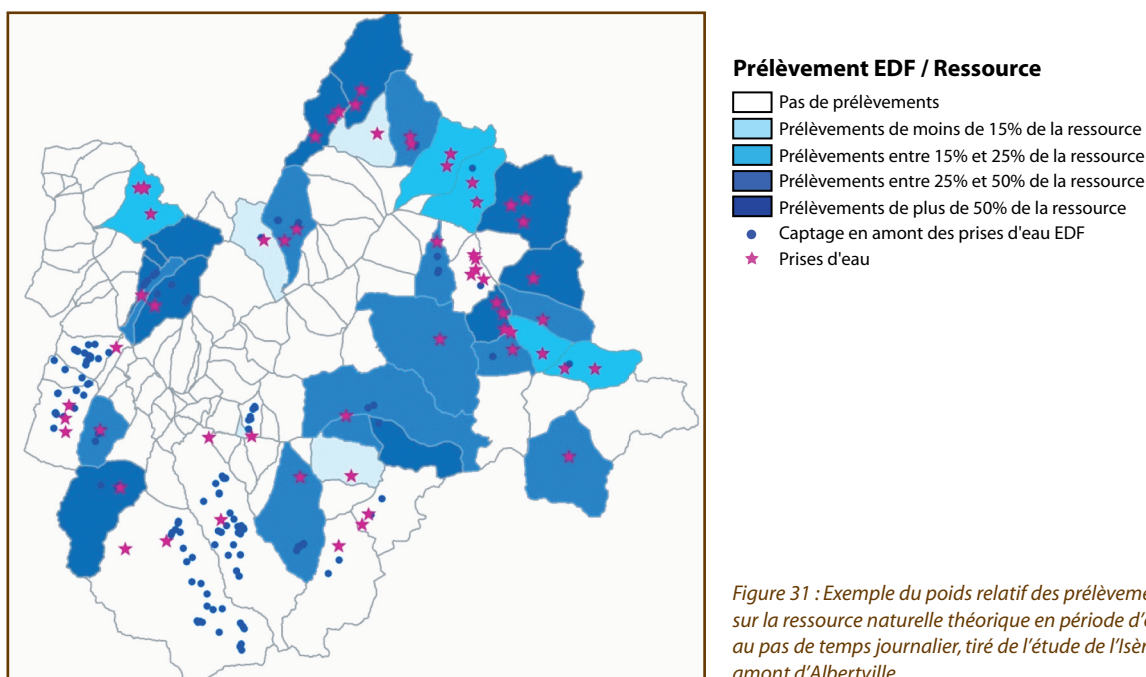 Prélèvement EDF / Ressource
Pas de prélèvements
Prélèvements de moins de 15% de la ressource
Prélèvements entre 15% et 25% de la ressource
Prélèvements entre 25% et 50% de la ressource
Prélèvements de plus de 50% de la ressource
Captage en amont des prises d'eau EDF
Prises d'eau
Figure 31 : Exemple du poids relatif des
sur la ressource naturelle théorique en période
au pas de temps journalier, tiré de l'étude de
amont d'Albertville